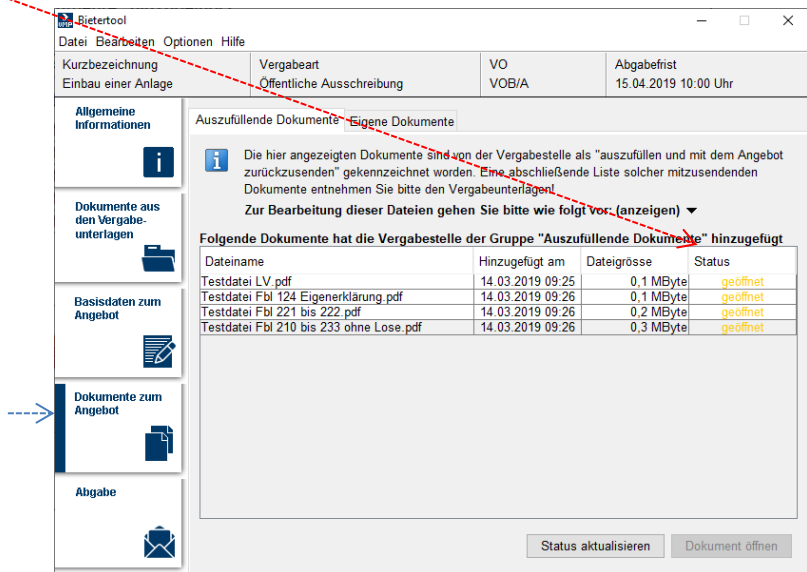 VMP Bietertool
Datei Bearbeiten Optionen Hilfe
Kurzbezeichnung Vergabeart VO Abgabefrist
Einbau einer Anlage Öffentliche Ausschreibung VOB/A 15.04.2019 10:00 Uhr
Allgemeine
Informationen
Dokumente aus
den Vergabe-
unterlagen
Basisdaten zum
Angebot
Dokumente zum
Angebot
Abgabe
Auszufüllende Dokumente Eigene Dokumente
Die hier angezeigten Dokumente sind von der Vergabestelle als "auszufüllen und mit dem Angebot
zurückzusenden" gekennzeichnet worden. Eine abschließende Liste solcher mitzusendenden
Dokumente entnehmen Sie bitte den Vergabeunterlagen!
Zur Bearbeitung dieser Dateien gehen Sie bitte wie folgt vor: (anzeigen)
Folgende Dokumente hat die Vergabestelle der Gruppe "Auszufüllende Dokumente" hinzugefügt
Dateiname Hinzugefügt am Dateigrösse Status
Testdatei LV.pdf 14.03.2019 09:25 0,1 MByte geöffnet
Testdatei Fbl 124 Eigenerklärung.pdf 14.03.2019 09:26 0,1 MByte geöffnet
Testdatei Fbl 221 bis 222.pdf 14.03.2019 09:26 0,2 MByte geöffnet
Testdatei Fbl 210 bis 233 ohne Lose.pdf 14.03.2019 09:26 0,3 MByte geöffnet
Status aktualisieren Dokument öffnen